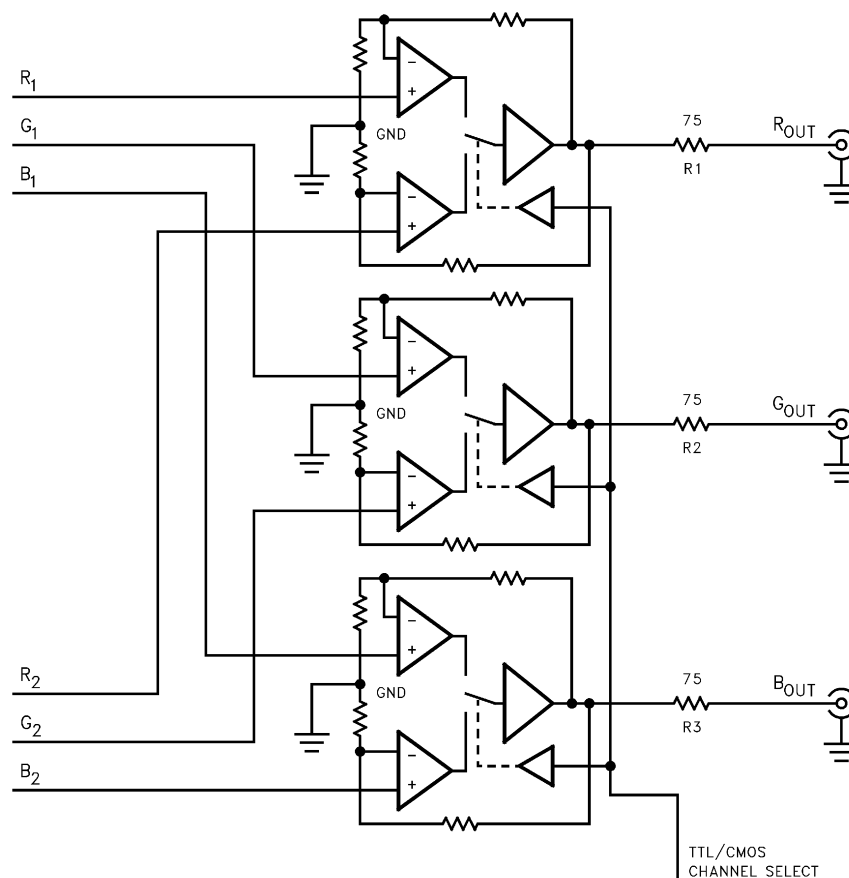 R1
G1
B1
GND
75
R1
ROUT
GND
75
R2
GOUT
R2
G2
B2
GND
75
R3
BOUT
TTL/CMOS
CHANNEL SELECT